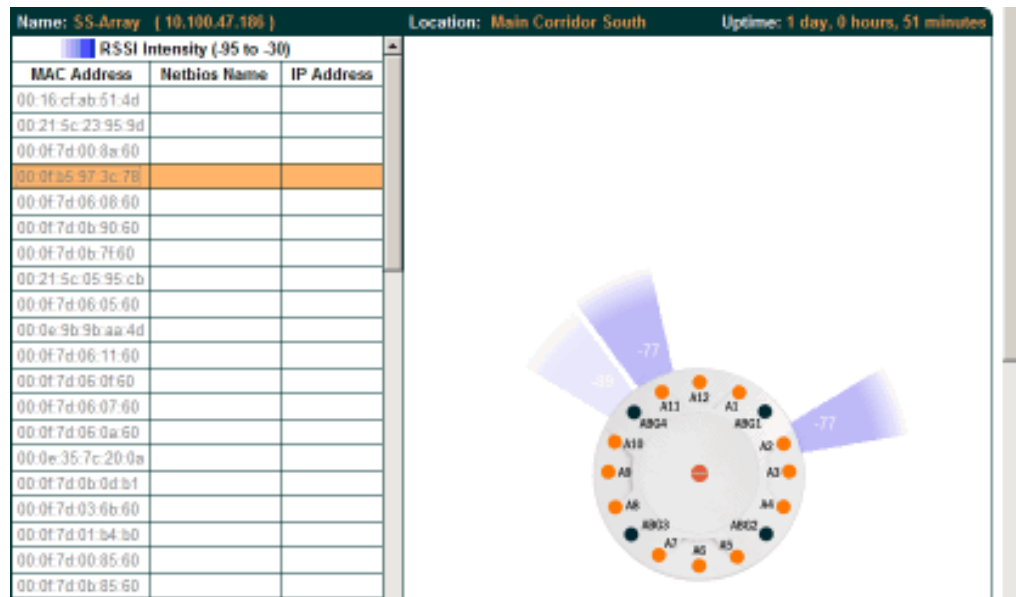 Name: SS-Array ( 10.100.47.186 ) Location: Main Corridor South Uptime: 1 day, 0 hours, 51 minutes
RSSI Intensity (-95 to -30)
MAC Address Netbios Name IP Address
00:16:cf:ab:51:4d
00:21:5c:23:95:9d
00:0f:7d:00:8a:60
00:0f:b5:97:3c:78
00:0f:7d:06:08:60
00:0f:7d:0b:90:60
00:0f:7d:0b:7f:60
00:21:5c:05:95:cb
00:0f:7d:06:05:60
00:0e:9b:9b:aa:4d
00:0f:7d:06:11:60
00:0f:7d:06:0f:60
00:0f:7d:06:07:60
00:0f:7d:06:0a:60
00:0e:35:7c:20:0a
00:0f:7d:0b:0d:b1
00:0f:7d:03:6b:60
00:0f:7d:01:b4:b0
00:0f:7d:00:85:60
00:0f:7d:0b:85:60
-77
-89
-77
A12
A11 A1
ABG4 ABG1
A10 A2
A9 A3
A8 A4
ABG3 ABG2
A7 A6 A5